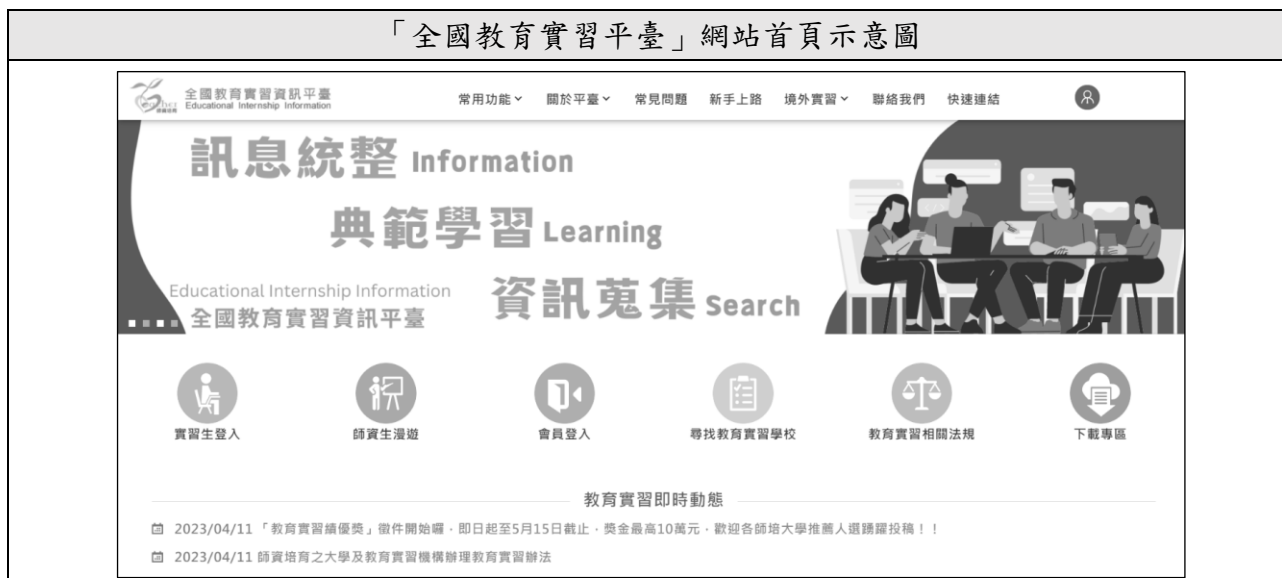 「全國教育實習平臺」網站首頁示意圖
全國教育實習資訊平臺
Educational Internship Information
常用功能 關於平臺 常見問題 新手上路 境外實習 聯絡我們 快速連結
訊息統整 Information
典範學習 Learning
資訊蒐集 Search
Educational Internship Information
全國教育實習資訊平臺
實習生登入 師資生漫遊 會員登入 尋找教育實習學校 教育實習相關法規 下載專區
教育實習即時動態
2023/04/11 「教育實習績優獎」徵件開始囉,即日起至5月15日截止,獎金最高10萬元,歡迎各師培大學推薦人選踴躍投稿!!
2023/04/11 師資培育之大學及教育實習機構辦理教育實習辦法